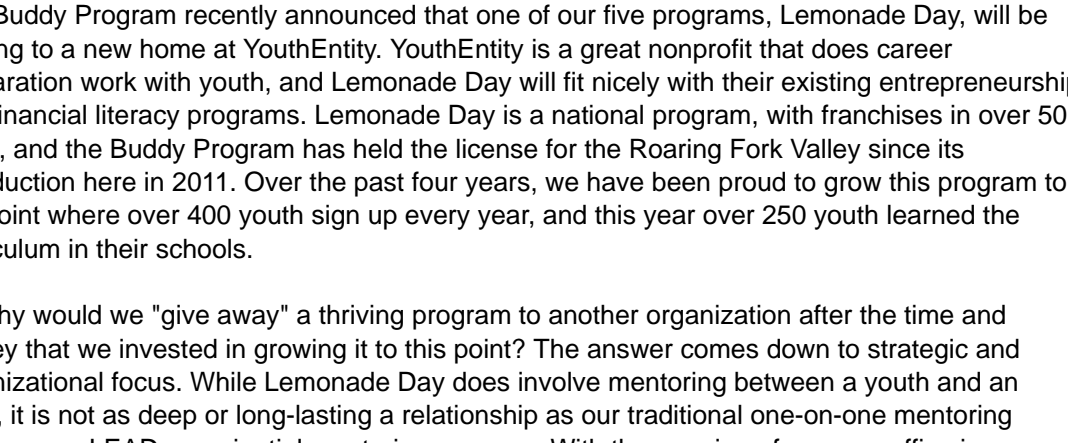 Buddy Program recently announced that one of our five programs, Lemonade Day, will be
ng to a new home at YouthEntity. YouthEntity is a great nonprofit that does career
aration work with youth, and Lemonade Day will fit nicely with their existing entrepreneurship
inancial literacy programs. Lemonade Day is a national program, with franchises in over 50
, and the Buddy Program has held the license for the Roaring Fork Valley since its
duction here in 2011. Over the past four years, we have been proud to grow this program to
oint where over 400 youth sign up every year, and this year over 250 youth learned the
culum in their schools.
hy would we "give away" a thriving program to another organization after the time and
ey that we invested in growing it to this point? The answer comes down to strategic and
nizational focus. While Lemonade Day does involve mentoring between a youth and an
, it is not as deep or long-lasting a relationship as our traditional one-on-one mentoring